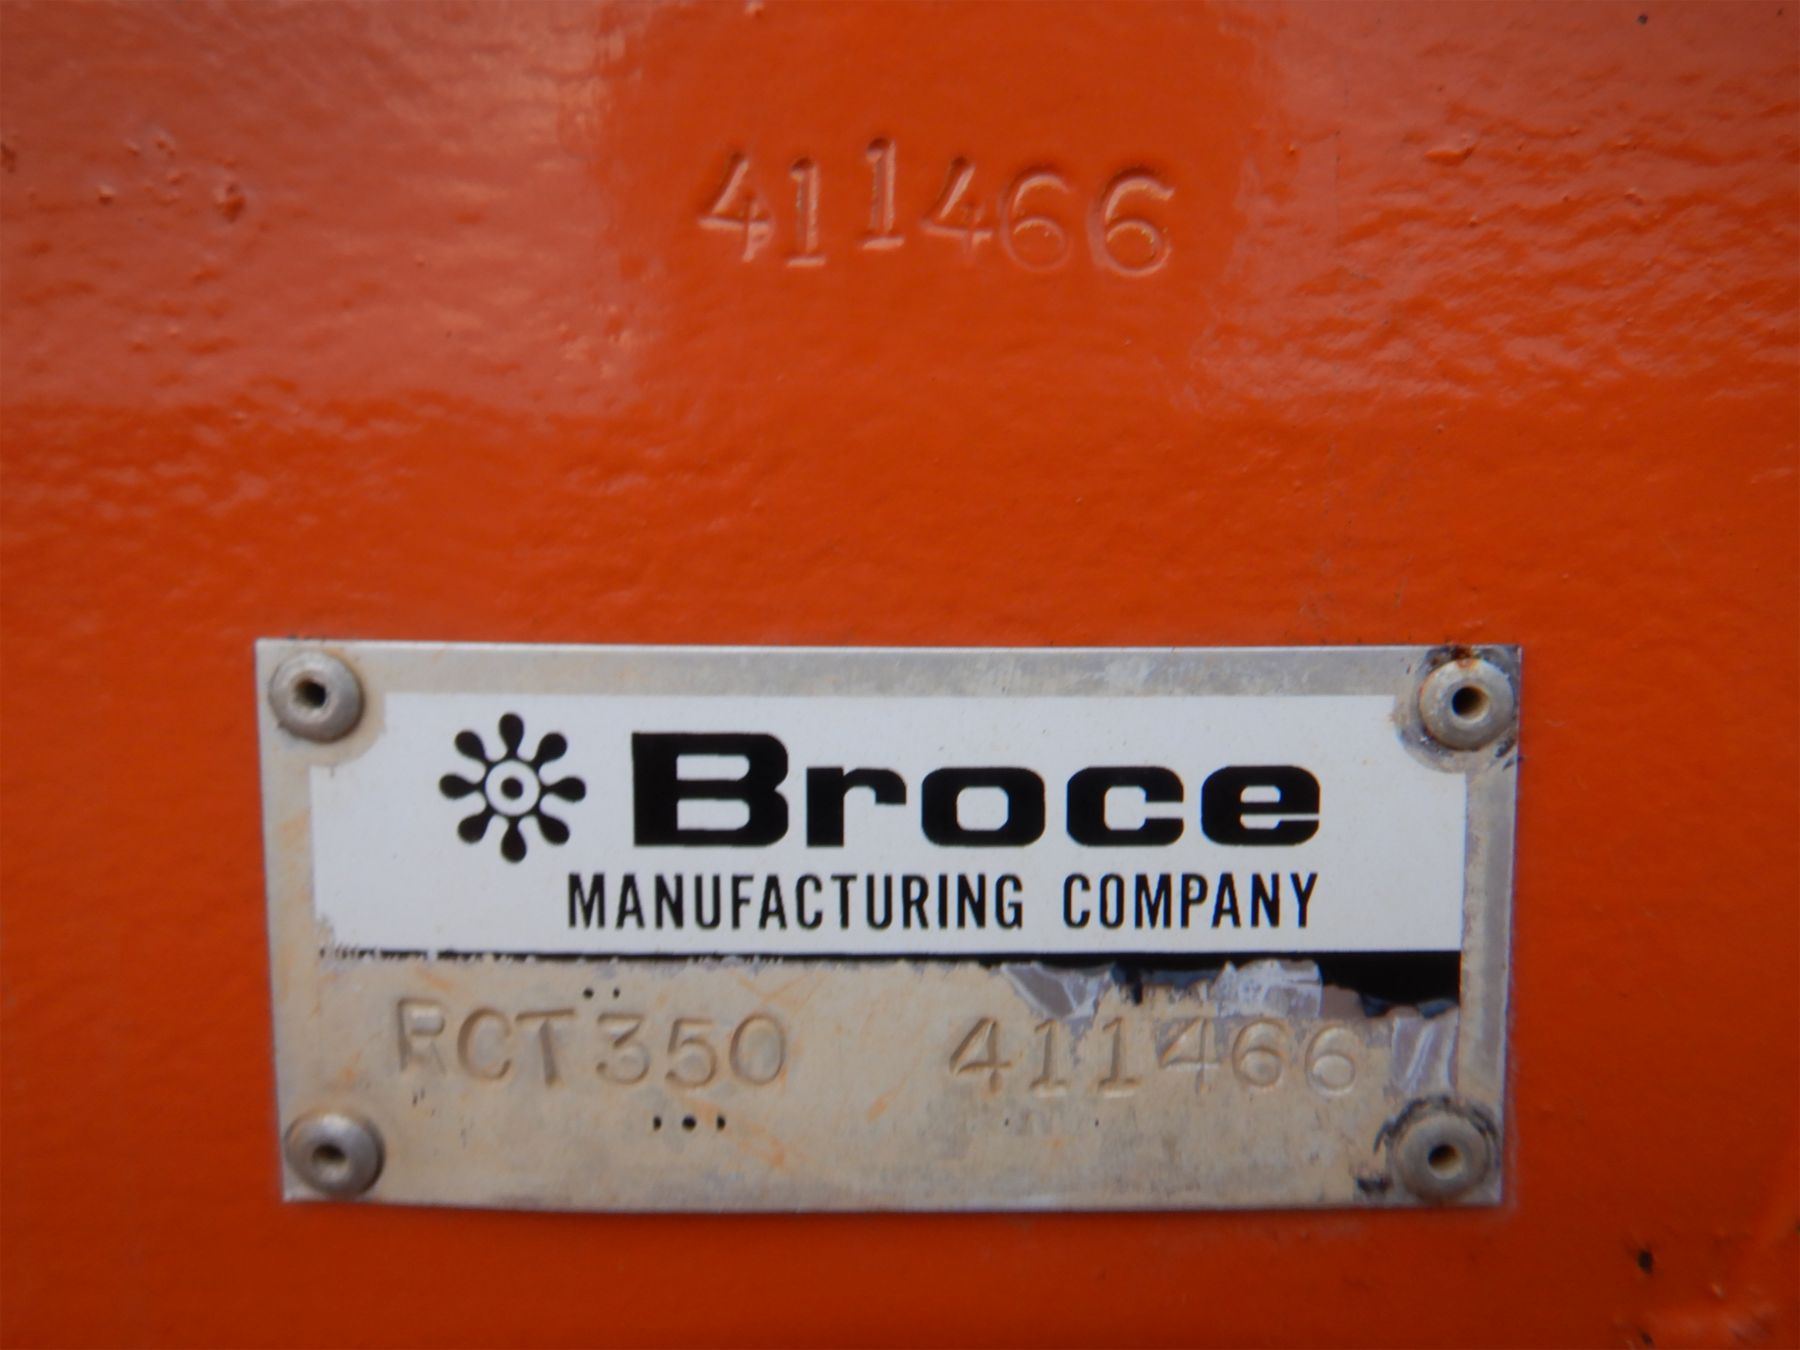 411466
Broce
MANUFACTURING COMPANY
RCT350 411466